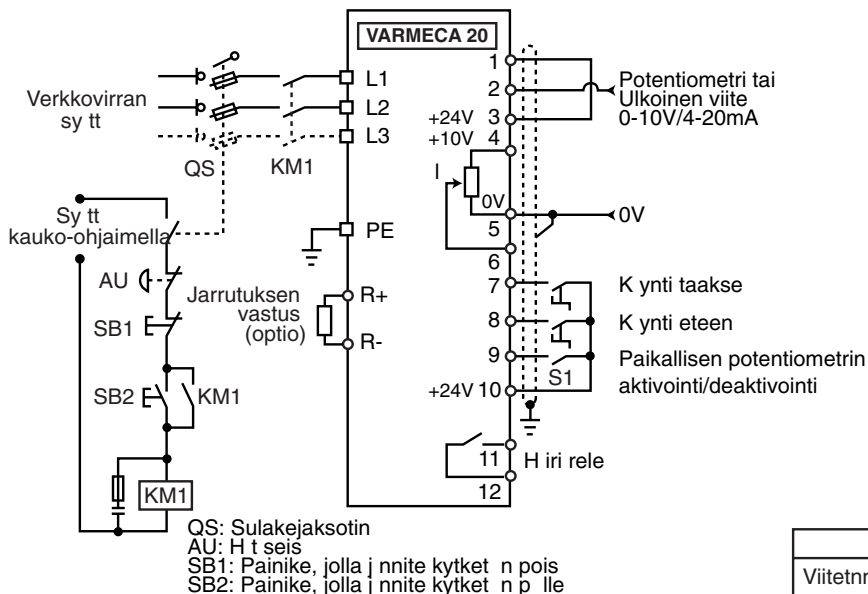 VARMECA 20
Verkkovirran
sy tt
L1
L2
L3
QS
KM1
Sy tt
kauko-ohjaimella
PE
AU
Jarrutuksen
vastus
(optio)
R+
R-
SB1
SB2
KM1
KM1
1
2
3
+24V
+10V
4
I
0V
5
6
7
8
9
+24V 10
11
12
Potentiometri tai
Ulkoinen viite
0-10V/4-20mA
0V
K ynti taakse
K ynti eteen
Paikallisen potentiometrin
aktivointi/deaktivointi
S1
H iri rele
QS: Sulakejaksotin
AU: H t seis
SB1: Painike, jolla j nnite kytket n pois
SB2: Painike, jolla j nnite kytket n p lle
Viitetnr